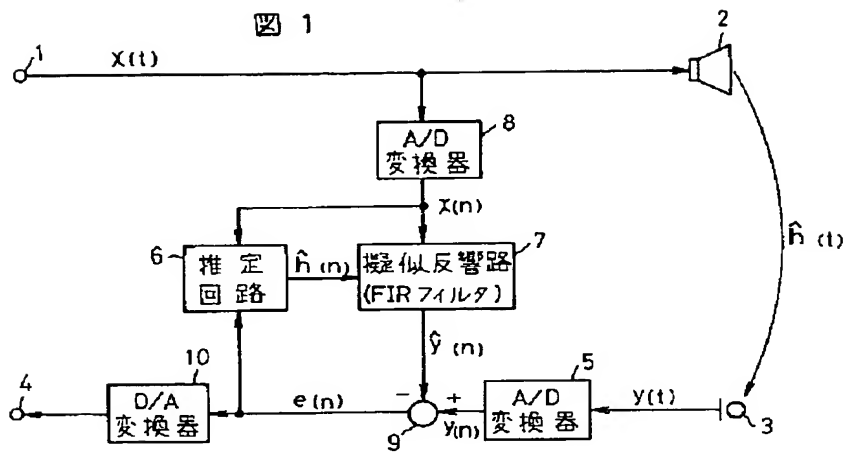 図 1
1
X(t)
2
A/D
変換器
8
x(n)
6
推定
回路
ĥ(n)
擬似反響路
(FIRフィルタ)
7
ĥ(t)
ŷ(n)
4
D/A
変換器
10
e(n)
−
+
9
y(n)
A/D
変換器
5
y(t)
3